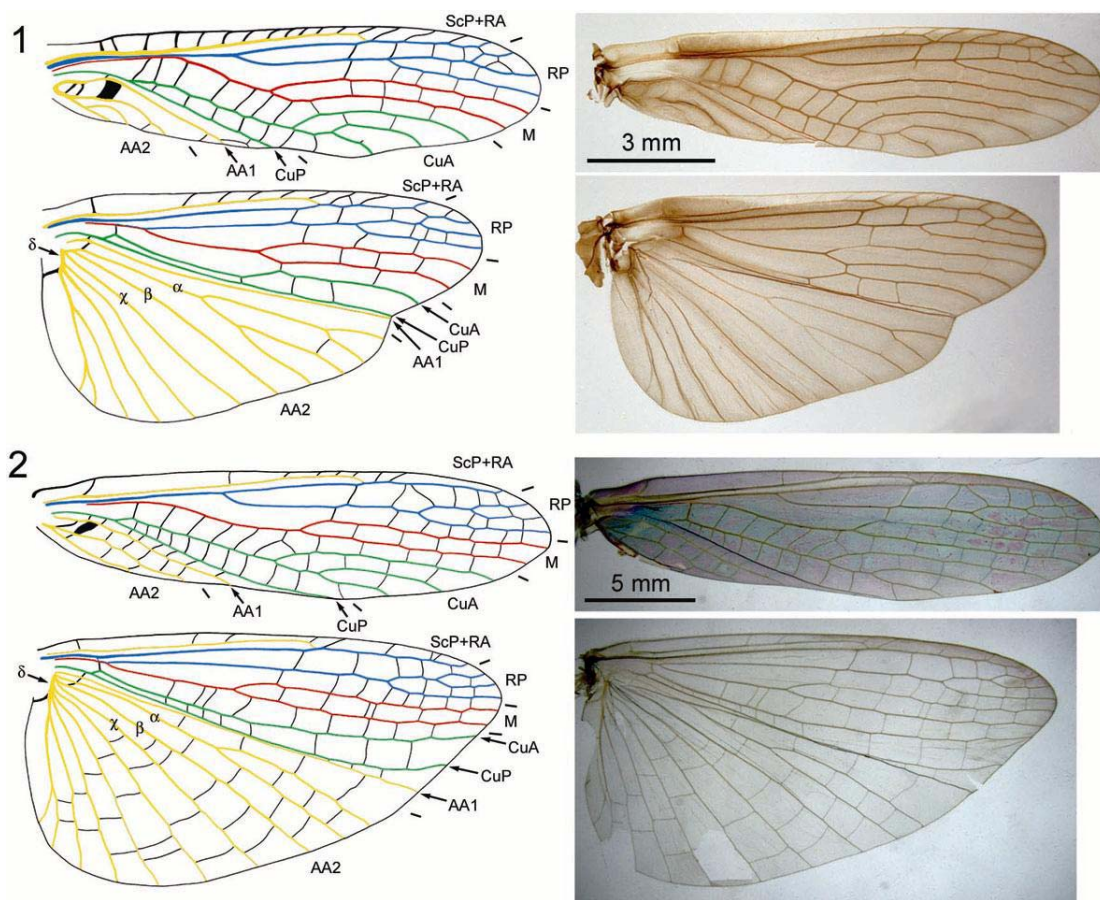 1
ScP+RA
RP
M
CuA
CuP
AA1
AA2
3 mm
ScP+RA
RP
M
CuA
CuP
AA1
AA2
δ
χ β α
2
ScP+RA
RP
M
CuA
CuP
AA1
AA2
5 mm
ScP+RA
RP
M
CuA
CuP
AA1
AA2
δ
χ β α